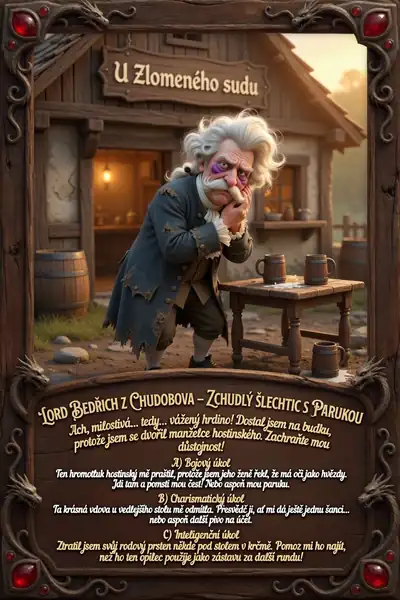 U Zlomeného sudu
Lord Bedřich z Chudobova – Zchudlý šlechtic s Parukou
Ach, milostivá... tedy... vážený hrdino! Dostal jsem na budku,
protože jsem se dvořil manželce hostinského. Zachraňte mou
důstojnost!
A) Bojový úkol
Ten hromotluk hostinský mě praštil, protože jsem jeho ženě řekl, že má oči jako hvězdy.
Jdi tam a pomsti mou čest! Nebo aspoň mou paruku.
B) Charismatický úkol
Ta krásná vdova u vedlejšího stolu mě odmítla. Přesvědč ji, ať mi dá ještě jednu šanci...
nebo aspoň další pivo na účet.
C) Inteligenční úkol
Ztratil jsem svůj rodový prsten někde pod stolem v krčmě. Pomoz mi ho najít,
než ho ten opilec použije jako zástavu za další rundu!